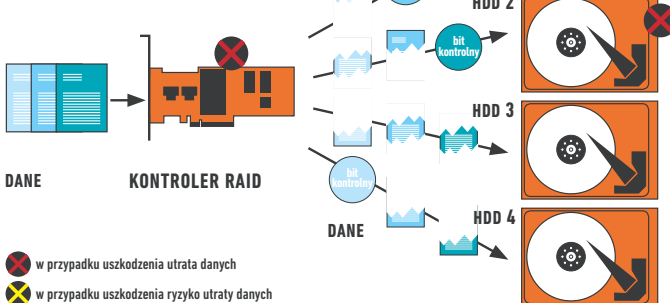 HDD 2
bit
kontrolny
HDD 3
DANE
KONTROLER RAID
bit
kontrolny
DANE
HDD 4
w przypadku uszkodzenia utrata danych
w przypadku uszkodzenia ryzyko utraty danych